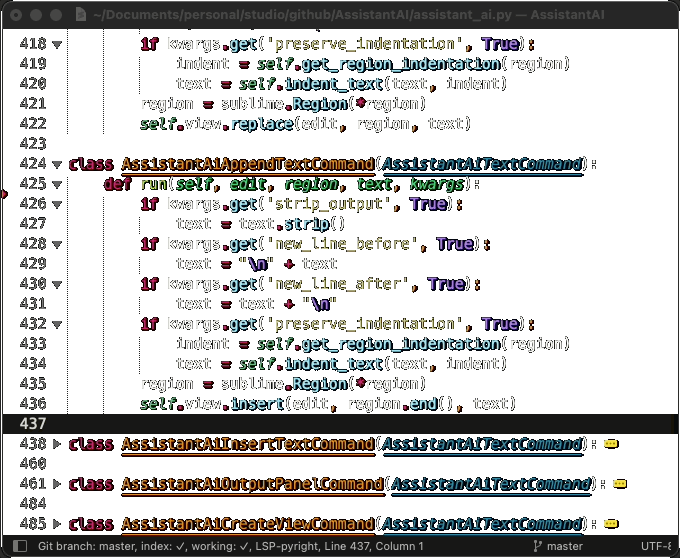 ~/Documents/personal/studio/github/AssistantAI/assistant_ai.py — AssistantAI
418 if kwargs.get('preserve_indentation', True):
419 indent = self.get_region_indentation(region)
420 text = self.indent_text(text, indent)
421 region = sublime.Region(*region)
422 self.view.replace(edit, region, text)
423
424 class AssistantAiAppendTextCommand(AssistantAiTextCommand):
425 def run(self, edit, region, text, kwargs):
426 if kwargs.get('strip_output', True):
427 text = text.strip()
428 if kwargs.get('new_line_before', True):
429 text = "\n" + text
430 if kwargs.get('new_line_after', True):
431 text = text + "\n"
432 if kwargs.get('preserve_indentation', True):
433 indent = self.get_region_indentation(region)
434 text = self.indent_text(text, indent)
435 region = sublime.Region(*region)
436 self.view.insert(edit, region.end(), text)
437
438 class AssistantAiInsertTextCommand(AssistantAiTextCommand):
460
461 class AssistantAiOutputPanelCommand(AssistantAiTextCommand):
484
485 class AssistantAiCreateViewCommand(AssistantAiTextCommand):
Git branch: master, index: ✓, working: ✓, LSP-pyright, Line 437, Column 1 master UTF-8